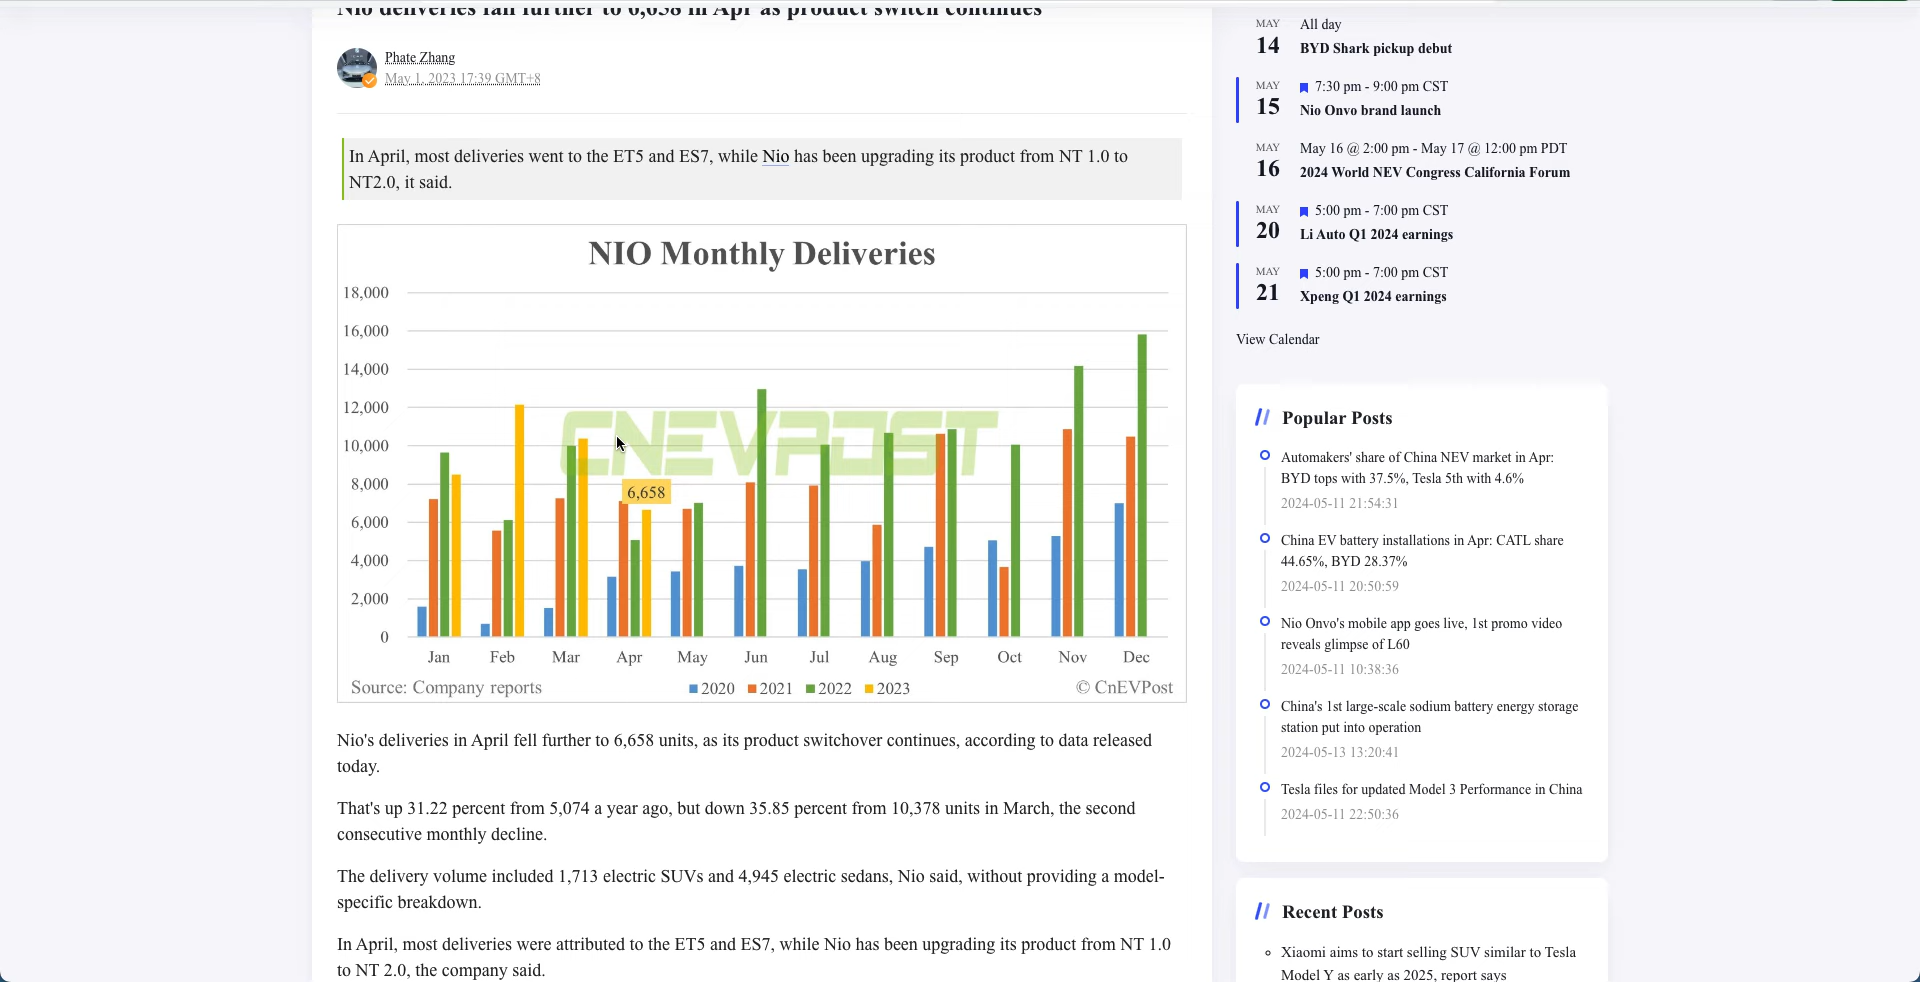 Nio deliveries fall further to 6,658 in Apr as product switch continues
Phate Zhang
May 1, 2023 17:39 GMT+8
In April, most deliveries went to the ET5 and ES7, while Nio has been upgrading its product from NT 1.0 to
NT2.0, it said.
NIO Monthly Deliveries
18,000
16,000
14,000
12,000
10,000
8,000
6,000
4,000
2,000
0
CNEVPOST
6,658
Jan Feb Mar Apr May Jun Jul Aug Sep Oct Nov Dec
Source: Company reports 2020 2021 2022 2023 © CnEVPost
Nio's deliveries in April fell further to 6,658 units, as its product switchover continues, according to data released
today.
That's up 31.22 percent from 5,074 a year ago, but down 35.85 percent from 10,378 units in March, the second
consecutive monthly decline.
The delivery volume included 1,713 electric SUVs and 4,945 electric sedans, Nio said, without providing a model-
specific breakdown.
In April, most deliveries were attributed to the ET5 and ES7, while Nio has been upgrading its product from NT 1.0
to NT 2.0, the company said.
MAY
14
All day
BYD Shark pickup debut
MAY
15
7:30 pm - 9:00 pm CST
Nio Onvo brand launch
MAY
16
May 16 @ 2:00 pm - May 17 @ 12:00 pm PDT
2024 World NEV Congress California Forum
MAY
20
5:00 pm - 7:00 pm CST
Li Auto Q1 2024 earnings
MAY
21
5:00 pm - 7:00 pm CST
Xpeng Q1 2024 earnings
View Calendar
Popular Posts
Automakers' share of China NEV market in Apr:
BYD tops with 37.5%, Tesla 5th with 4.6%
2024-05-11 21:54:31
China EV battery installations in Apr: CATL share
44.65%, BYD 28.37%
2024-05-11 20:50:59
Nio Onvo's mobile app goes live, 1st promo video
reveals glimpse of L60
2024-05-11 10:38:36
China's 1st large-scale sodium battery energy storage
station put into operation
2024-05-13 13:20:41
Tesla files for updated Model 3 Performance in China
2024-05-11 22:50:36
Recent Posts
Xiaomi aims to start selling SUV similar to Tesla
Model Y as early as 2025, report says